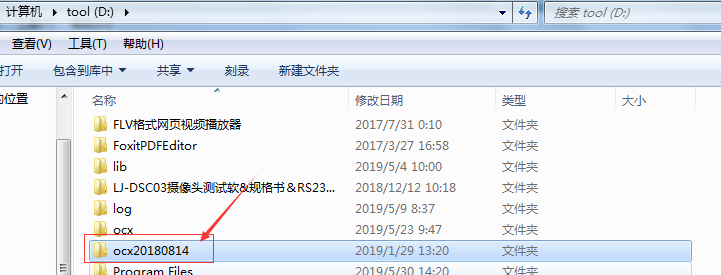 计算机 ▸ tool (D:) ▸ 搜索 tool (D:)
查看(V) 工具(T) 帮助(H)
打开 包含到库中 共享 刻录 新建文件夹
的位置 名称 修改日期 类型 大小
FLV格式网页视频播放器 2017/7/31 0:10 文件夹
FoxitPDFEditor 2017/3/27 16:58 文件夹
lib 2019/5/4 10:00 文件夹
LJ-DSC03摄像头测试软&规格书&RS23... 2018/12/12 10:18 文件夹
log 2019/5/9 8:37 文件夹
ocx 2019/5/23 9:47 文件夹
ocx20180814 2019/1/29 13:20 文件夹
Program Files 2019/5/30 14:20 文件夹